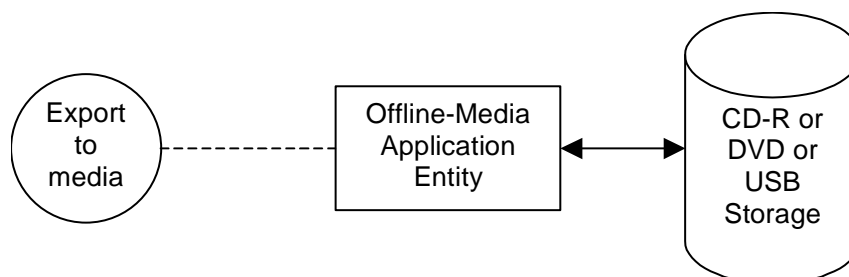 Export
to
media
Offline-Media
Application
Entity
CD-R or
DVD or
USB
Storage